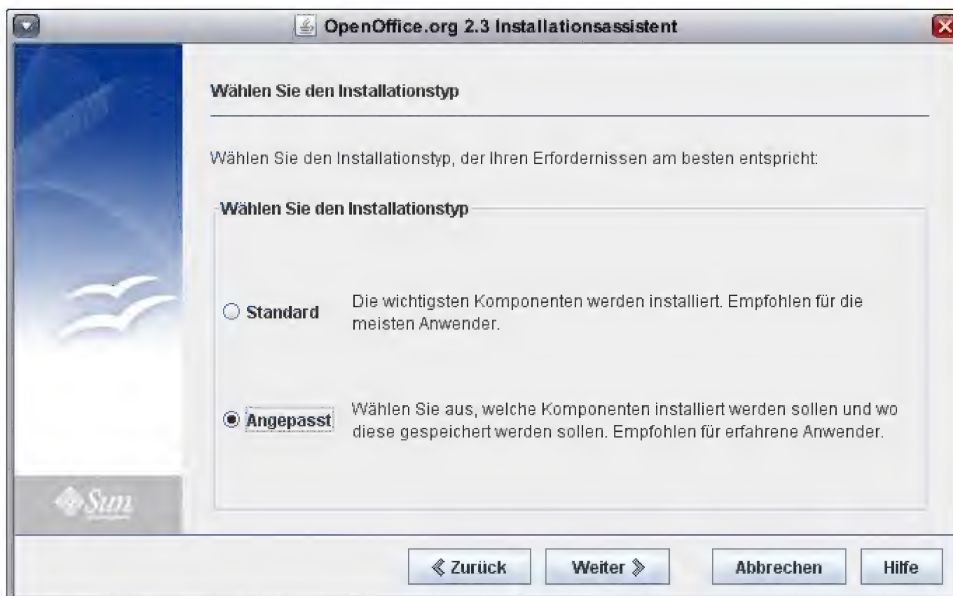 OpenOffice.org 2.3 Installationsassistent
Wählen Sie den Installationstyp
Wählen Sie den Installationstyp, der Ihren Erfordernissen am besten entspricht:
Wählen Sie den Installationstyp
Standard
Die wichtigsten Komponenten werden installiert. Empfohlen für die
meisten Anwender.
Angepasst
Wählen Sie aus, welche Komponenten installiert werden sollen und wo
diese gespeichert werden sollen. Empfohlen für erfahrene Anwender.
Sun
Zurück
Weiter
Abbrechen
Hilfe